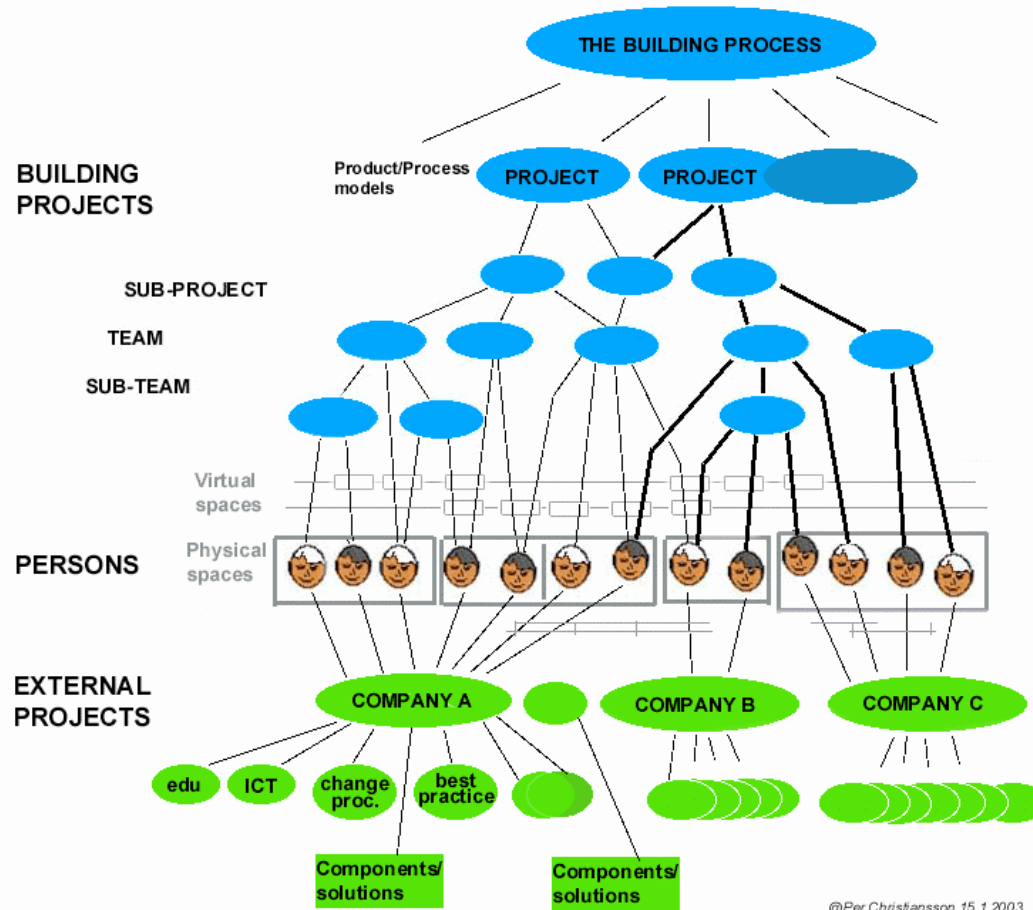 THE BUILDING PROCESS
BUILDING
PROJECTS
Product/Process
models
PROJECT
PROJECT
SUB-PROJECT
TEAM
SUB-TEAM
Virtual
spaces
PERSONS
Physical
spaces
EXTERNAL
PROJECTS
COMPANY A
COMPANY B
COMPANY C
edu
ICT
change
proc.
best
practice
Components/
solutions
Components/
solutions
@Per Christiansson 15.1.2003